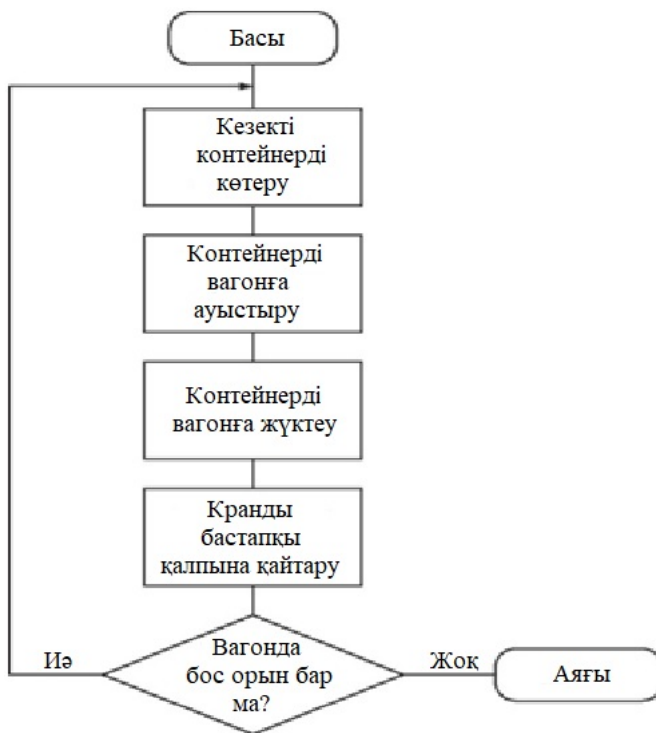 Басы
Кезекті
контейнерді
көтеру
Контейнерді
вагонға
ауыстыру
Контейнерді
вагонға жүктеу
Кранды
бастапқы
қалпына қайтару
Вагонда
бос орын бар
ма?
Иә
Жоқ
Аяғы